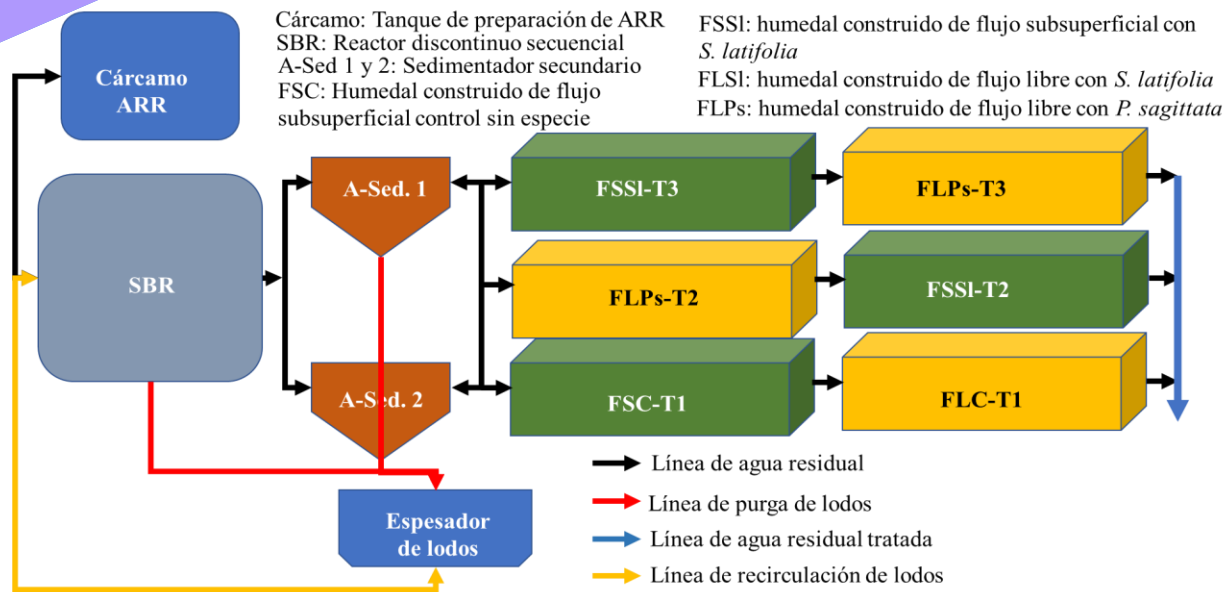 Cárcamo: Tanque de preparación de ARR
SBR: Reactor discontinuo secuencial
A-Sed 1 y 2: Sedimentador secundario
FSC: Humedal construido de flujo
subsuperficial control sin especie
FSSl: humedal construido de flujo subsuperficial con
S. latifolia
FLSl: humedal construido de flujo libre con S. latifolia
FLPs: humedal construido de flujo libre con P. sagittata
Cárcamo
ARR
SBR
A-Sed. 1
A-Sed. 2
FSSl-T3
FLPs-T3
FLPs-T2
FSSl-T2
FSC-T1
FLC-T1
Espesador
de lodos
Línea de agua residual
Línea de purga de lodos
Línea de agua residual tratada
Línea de recirculación de lodos